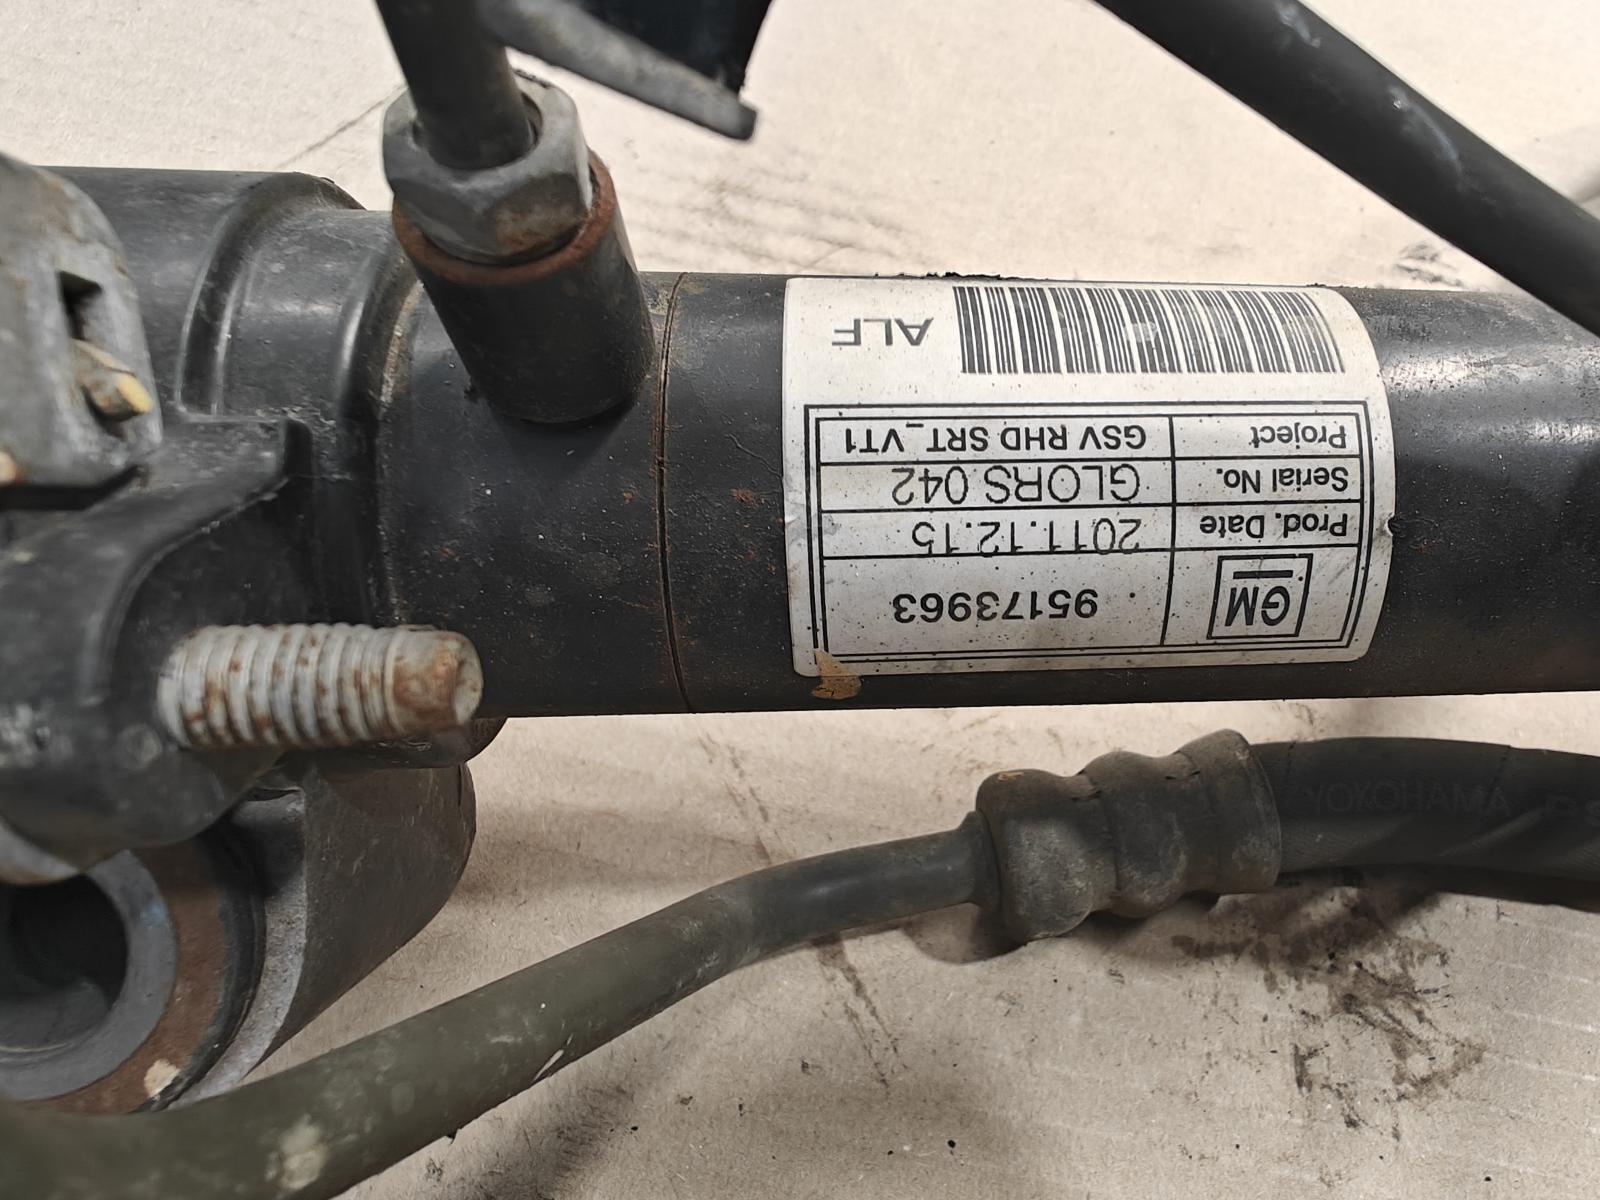 GM 95173963
Prod. Date 2011.12.15
Serial No. GLORS 042
Project GSV RHD SRT_VT1
ALF
YOKOHAMA